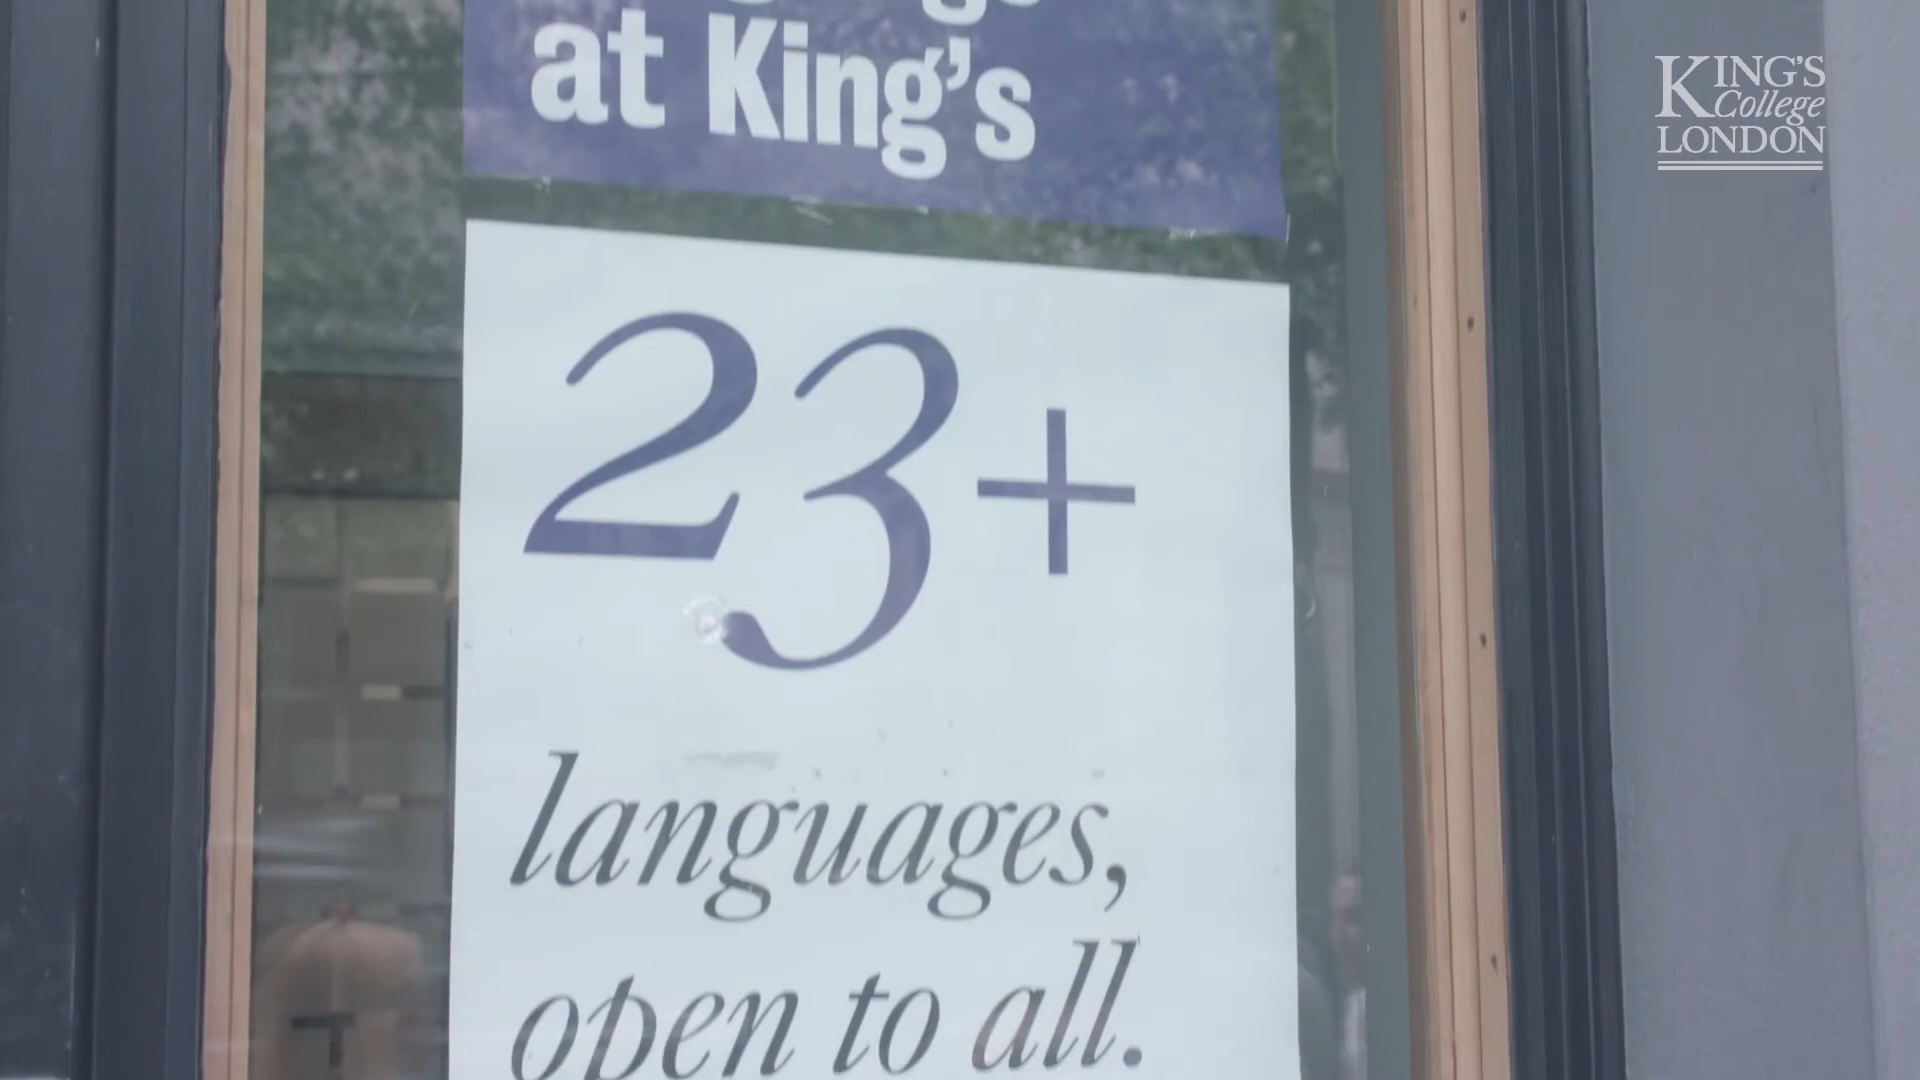 at King's
23+
languages,
open to all.
KING'S
College
LONDON